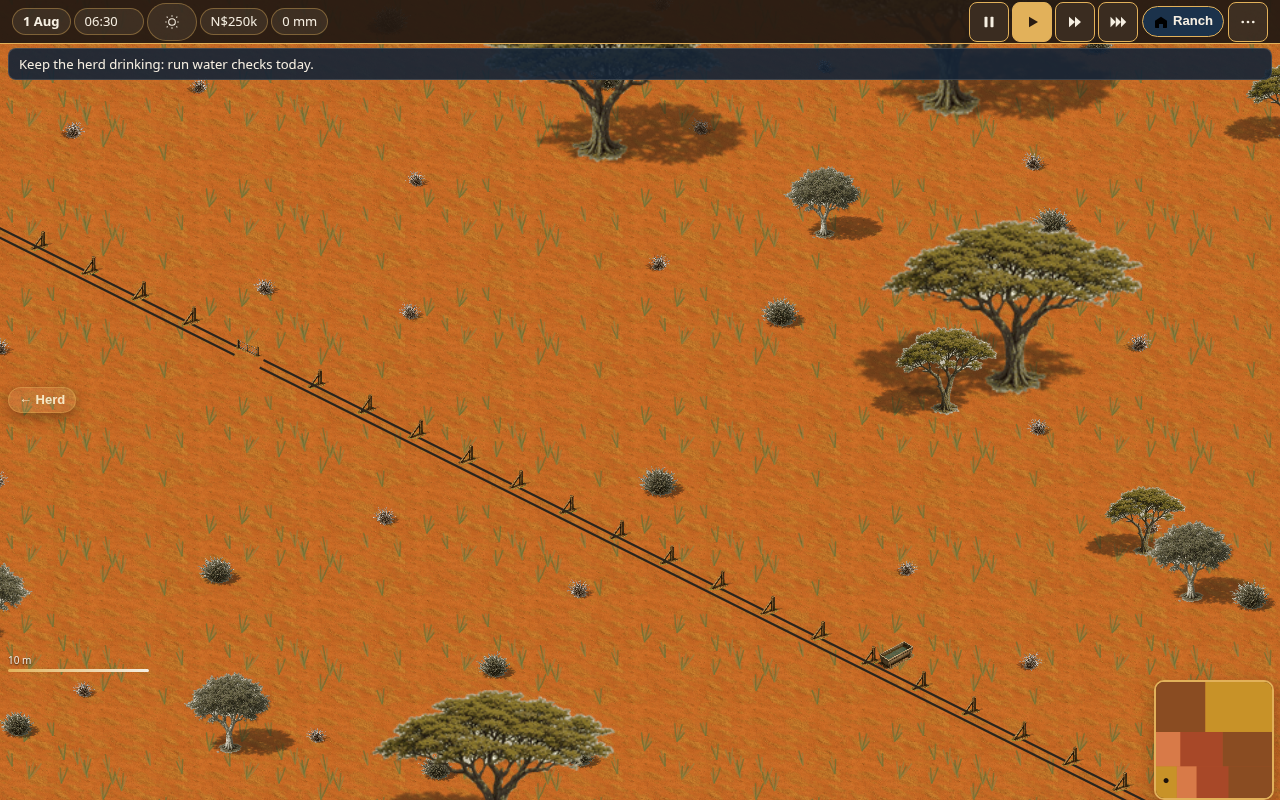 1 Aug 06:30 N$250k 0 mm Ranch
Keep the herd drinking: run water checks today.
← Herd
10 m